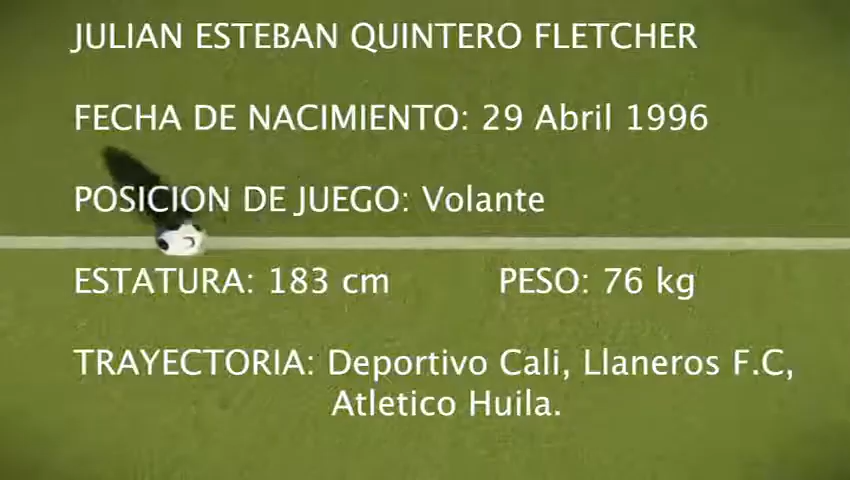 JULIAN ESTEBAN QUINTERO FLETCHER
FECHA DE NACIMIENTO: 29 Abril 1996
POSICION DE JUEGO: Volante
ESTATURA: 183 cm PESO: 76 kg
TRAYECTORIA: Deportivo Cali, Llaneros F.C,
Atletico Huila.